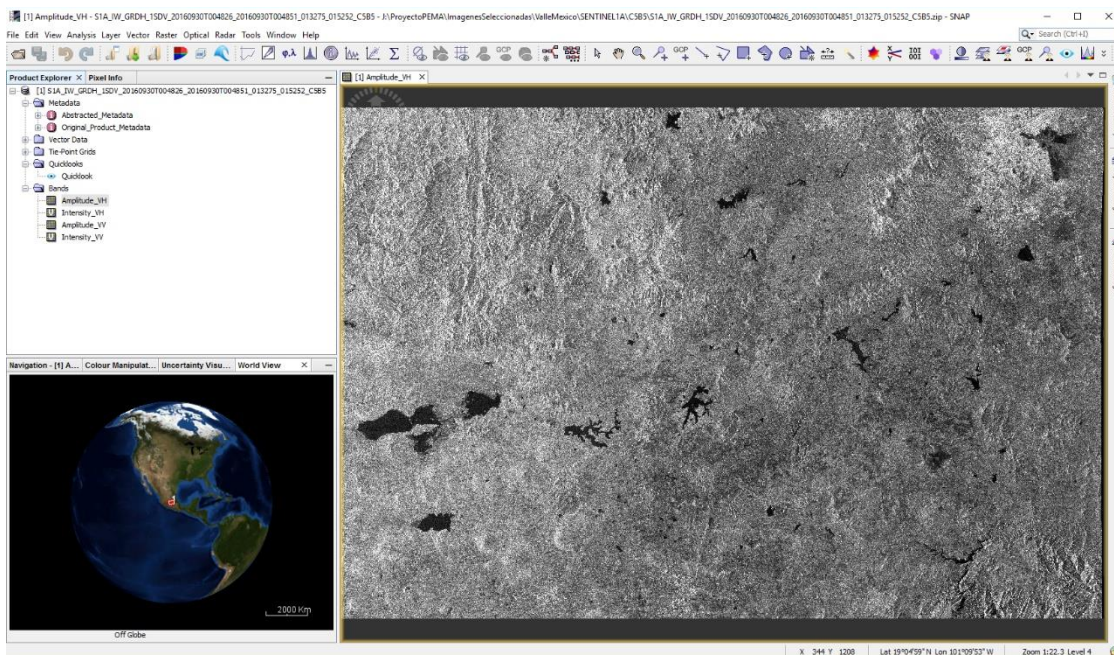 [1] Amplitude_VH - S1A_IW_GRDH_1SDV_20160930T004826_20160930T004851_013275_015252_C5B5 - J:\ProyectoPEMA\ImagenesSeleccionadas\ValleMexico\SENTINEL1A\C5B5\S1A_IW_GRDH_1SDV_20160930T004826_20160930T004851_013275_015252_C5B5.zip - SNAP
File Edit View Analysis Layer Vector Raster Optical Radar Tools Window Help
Search (Ctrl+I)
GCP GCP GCP
Product Explorer Pixel Info
[1] Amplitude_VH
[1] S1A_IW_GRDH_1SDV_20160930T004826_20160930T004851_013275_015252_C5B5
Metadata
Abstracted_Metadata
Original_Product_Metadata
Vector Data
Tie-Point Grids
Quicklooks
Quicklook
Bands
Amplitude_VH
Intensity_VH
Amplitude_VV
Intensity_VV
Navigation - [1] A... Colour Manipulat... Uncertainty Visu... World View
2000 Km
Off Globe
X 344 Y 1208 Lat 19°04'59" N Lon 101°09'53" W Zoom 1:22.3 Level 4